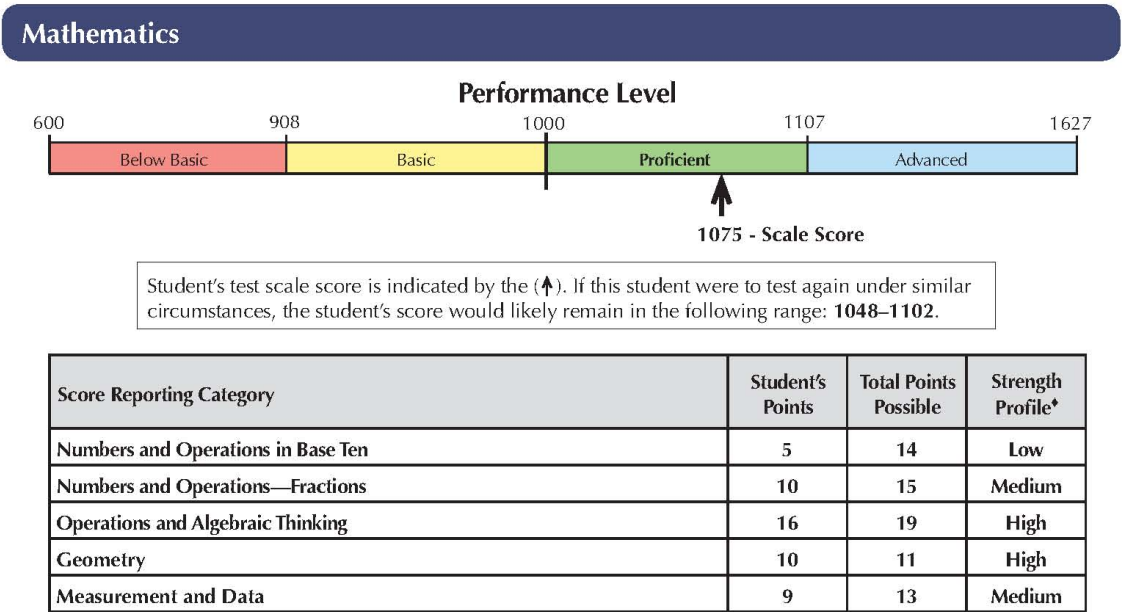 Mathematics
Performance Level
600 908 1000 1107 1627
Below Basic Basic Proficient Advanced
1075 - Scale Score
Student’s test scale score is indicated by the (↑). If this student were to test again under similar
circumstances, the student’s score would likely remain in the following range: 1048–1102.
Score Reporting Category Student’s Points Total Points Possible Strength Profile♦
Numbers and Operations in Base Ten 5 14 Low
Numbers and Operations—Fractions 10 15 Medium
Operations and Algebraic Thinking 16 19 High
Geometry 10 11 High
Measurement and Data 9 13 Medium